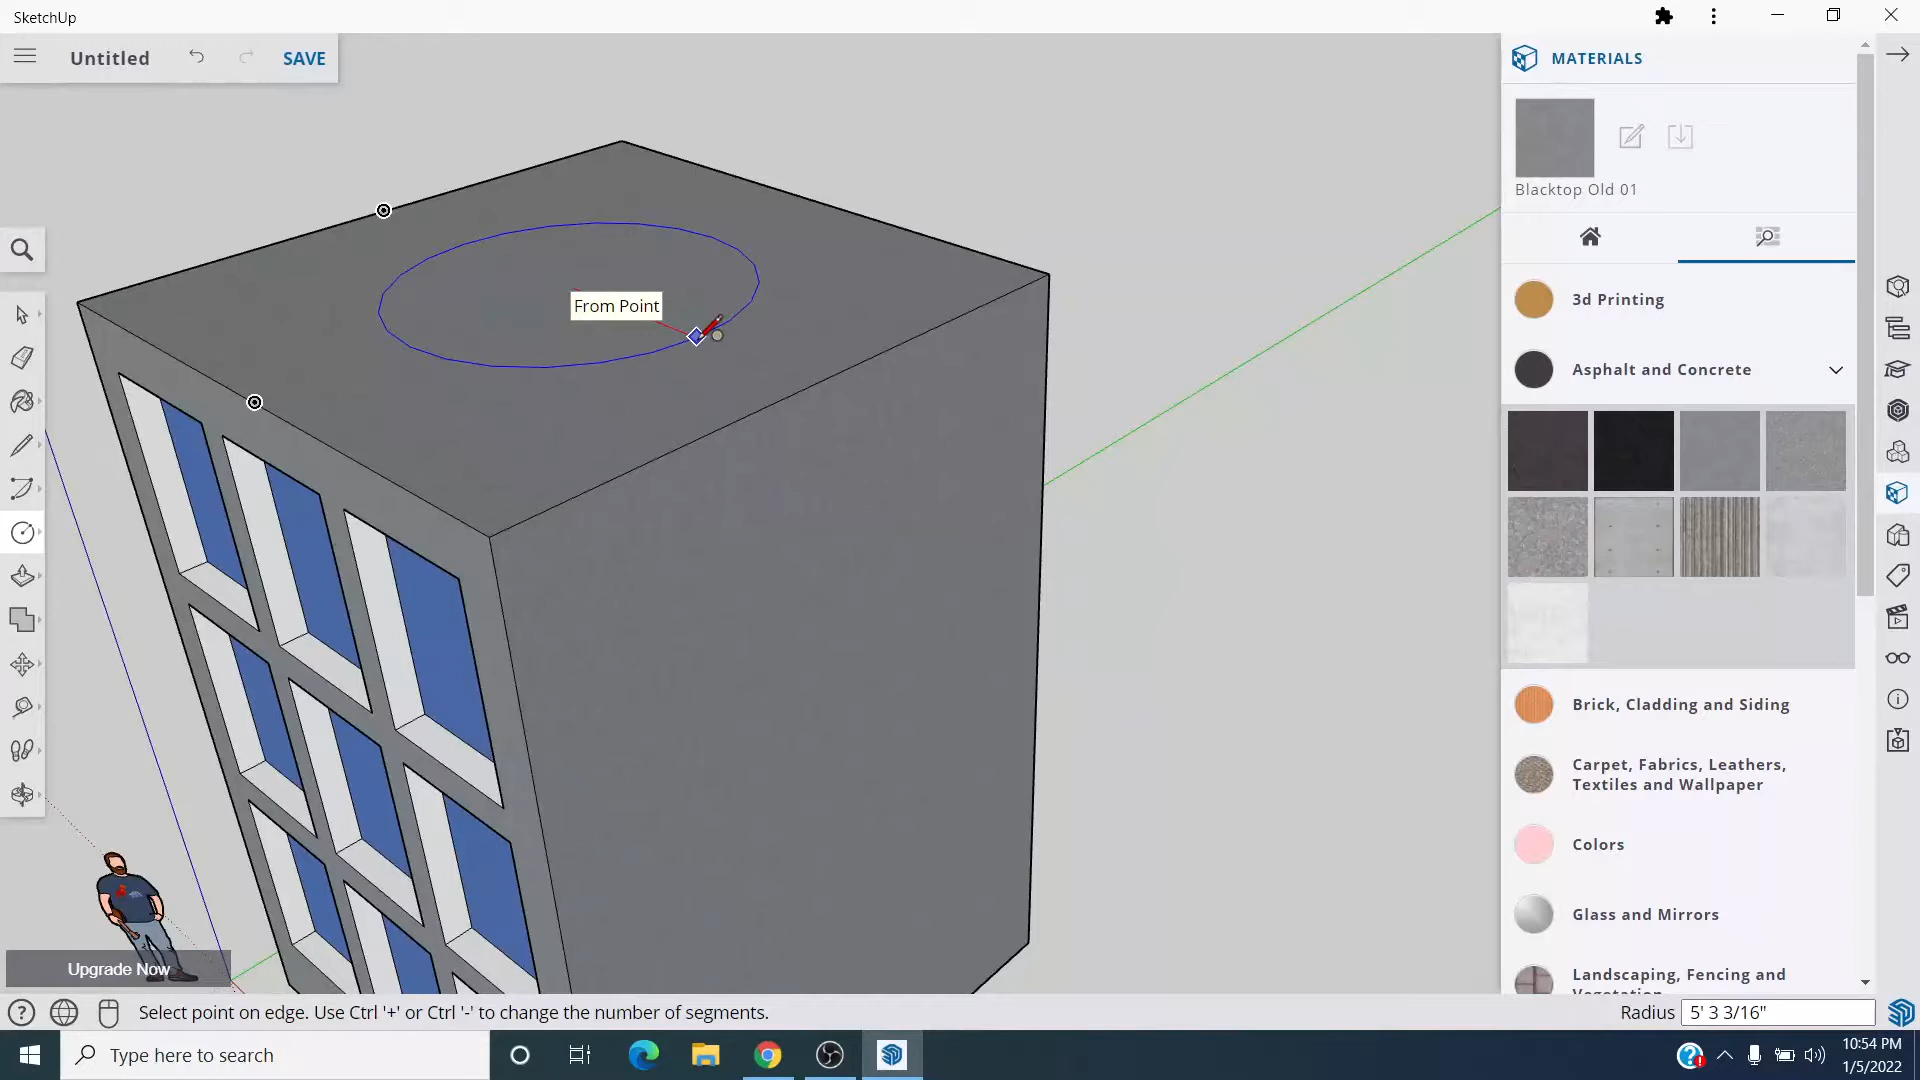 SketchUp
Untitled
SAVE
MATERIALS
Blacktop Old 01
From Point
3d Printing
Asphalt and Concrete
Brick, Cladding and Siding
Carpet, Fabrics, Leathers,
Textiles and Wallpaper
Colors
Glass and Mirrors
Landscaping, Fencing and
Vegetation
Upgrade Now
Select point on edge. Use Ctrl '+' or Ctrl '-' to change the number of segments.
Radius
5' 3 3/16"
Type here to search
10:54 PM
1/5/2022